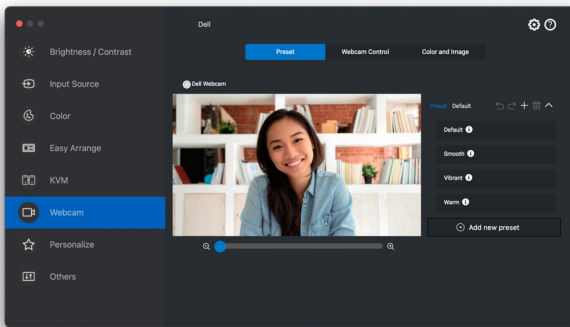 Dell
Brightness / Contrast
Input Source
Color
Easy Arrange
KVM
Webcam
Personalize
Others
Preset
Webcam Control
Color and Image
Dell Webcam
Preset Default
Default
Smooth
Vibrant
Warm
Add new preset